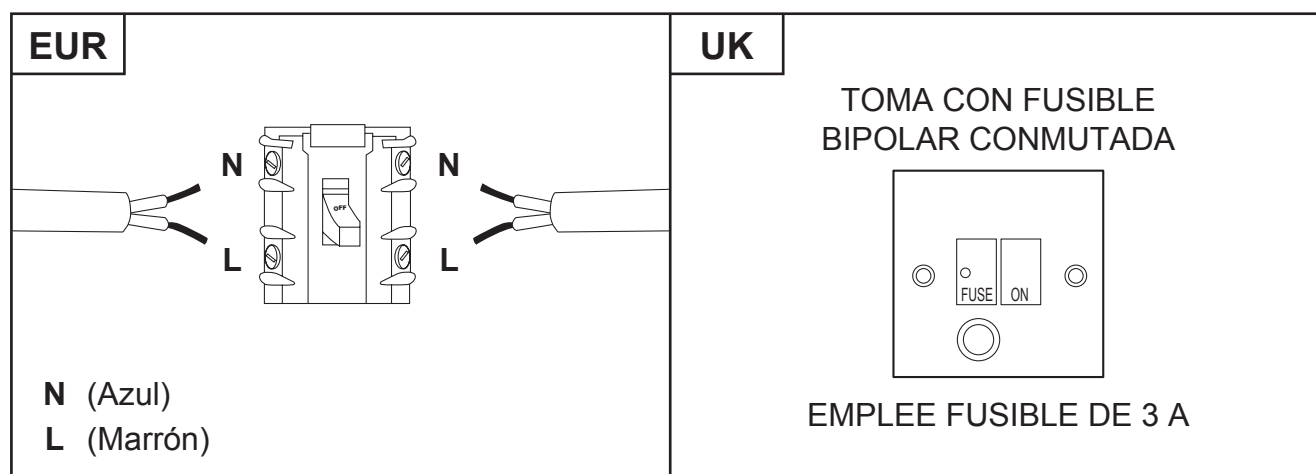 EUR
N
N
OFF
L
L
N (Azul)
L (Marrón)
UK
TOMA CON FUSIBLE
BIPOLAR CONMUTADA
FUSE ON
EMPLEE FUSIBLE DE 3 A